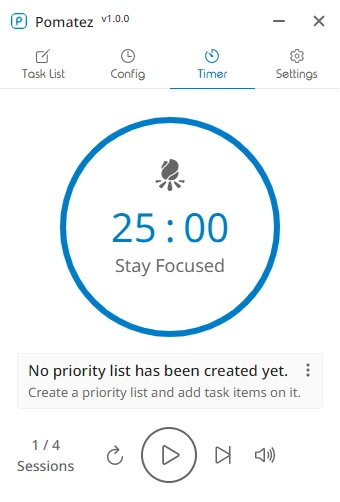 Pomatez v1.0.0
Task List Config Timer Settings
25 : 00
Stay Focused
No priority list has been created yet.
Create a priority list and add task items on it.
1 / 4
Sessions